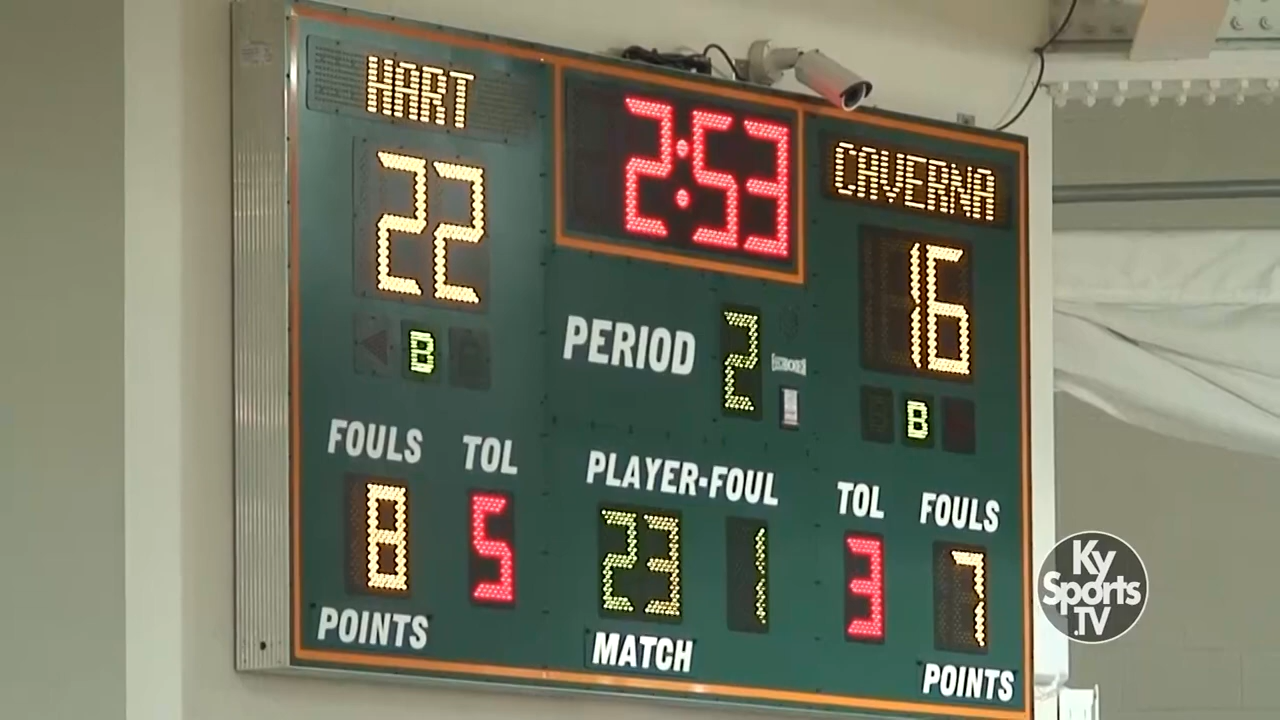 HART
2:53
CAVERNA
22
16
B
PERIOD 2
B
FOULS
TOL
PLAYER-FOUL
TOL
FOULS
8
5
23 1
3
7
POINTS
MATCH
POINTS
Ky
Sports
.TV